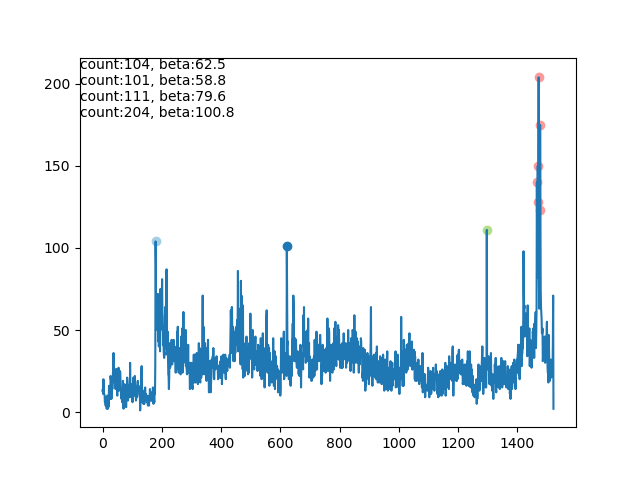 count:104, beta:62.5
count:101, beta:58.8
count:111, beta:79.6
count:204, beta:100.8
200
150
100
50
0
0 200 400 600 800 1000 1200 1400